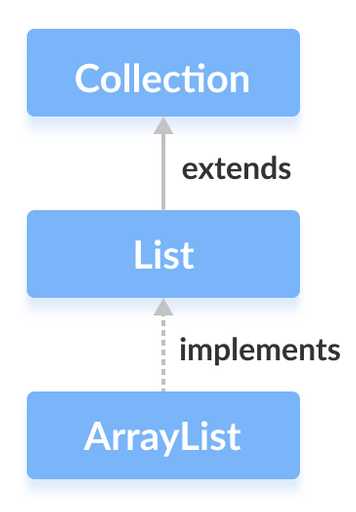 Collection
extends
List
implements
ArrayList